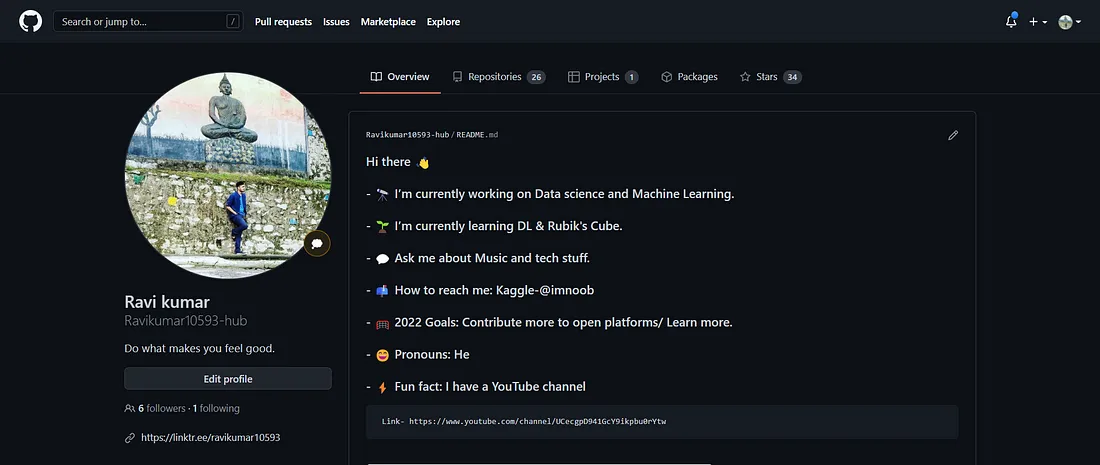 Search or jump to... /
Pull requests Issues Marketplace Explore
Overview Repositories 26 Projects 1 Packages Stars 34
Ravi kumar
Ravikumar10593-hub
Do what makes you feel good.
Edit profile
6 followers · 1 following
https://linktr.ee/ravikumar10593
Ravikumar10593-hub / README.md
Hi there 👋
- 🔭 I'm currently working on Data science and Machine Learning.
- 🌱 I'm currently learning DL & Rubik's Cube.
- 💬 Ask me about Music and tech stuff.
- 📫 How to reach me: Kaggle-@imnoob
- 🥅 2022 Goals: Contribute more to open platforms/ Learn more.
- 😄 Pronouns: He
- ⚡ Fun fact: I have a YouTube channel
Link- https://www.youtube.com/channel/UCecgpD941GcY9ikpbu0rYtw